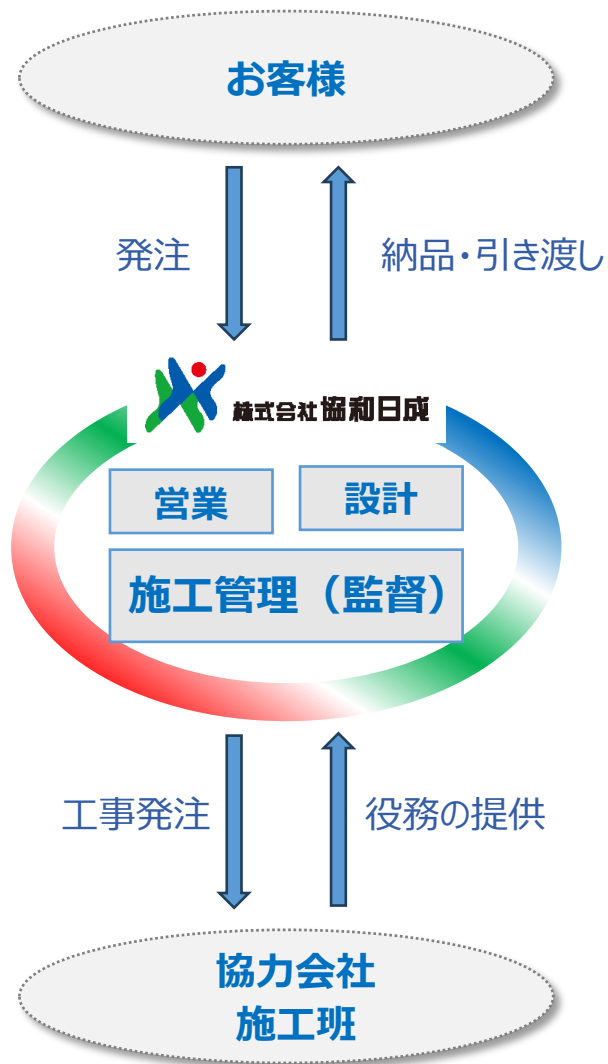 お客様
発注
納品・引き渡し
株式会社協和日成
営業
設計
施工管理（監督）
工事発注
役務の提供
協力会社
施工班